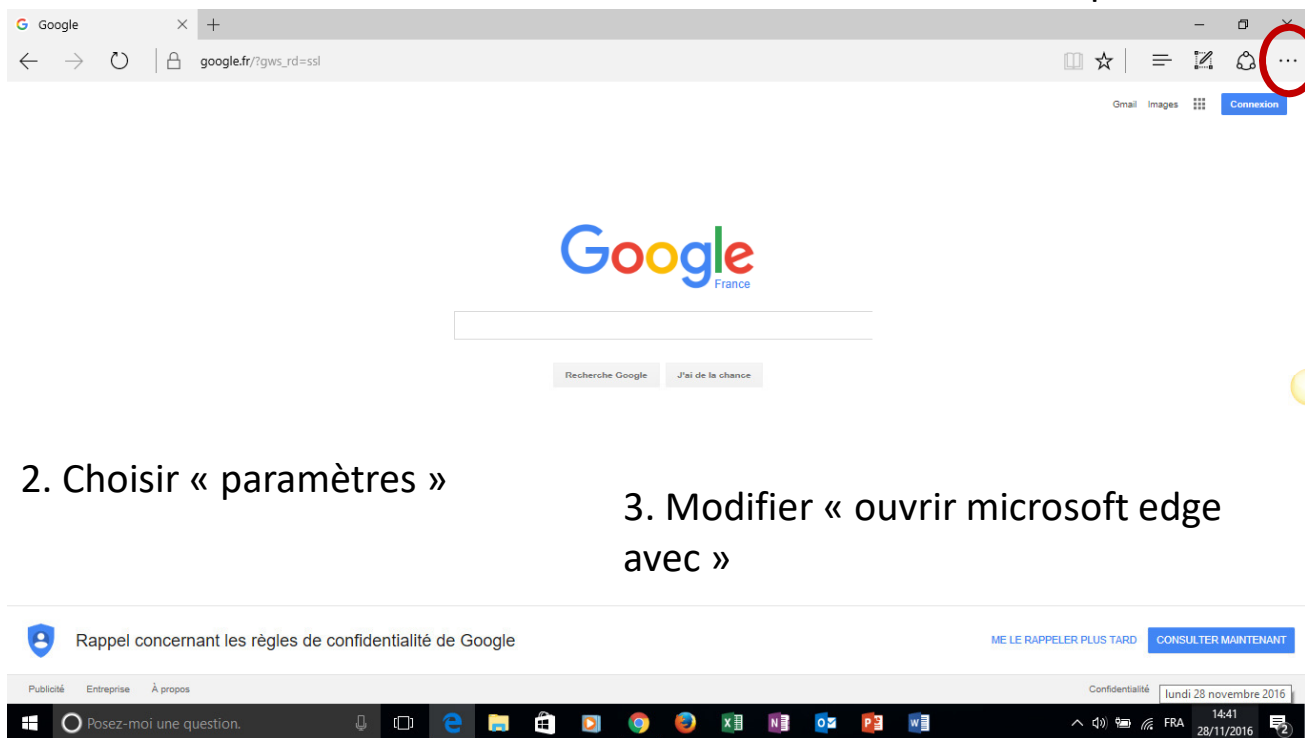 Google
google.fr/?gws_rd=ssl
Gmail Images Connexion
Google
France
Recherche Google J'ai de la chance
2. Choisir « paramètres »
3. Modifier « ouvrir microsoft edge
avec »
Rappel concernant les règles de confidentialité de Google
ME LE RAPPELER PLUS TARD CONSULTER MAINTENANT
Publicité Entreprise À propos Confidentialité
lundi 28 novembre 2016
Posez-moi une question.
FRA
14:41
28/11/2016
2